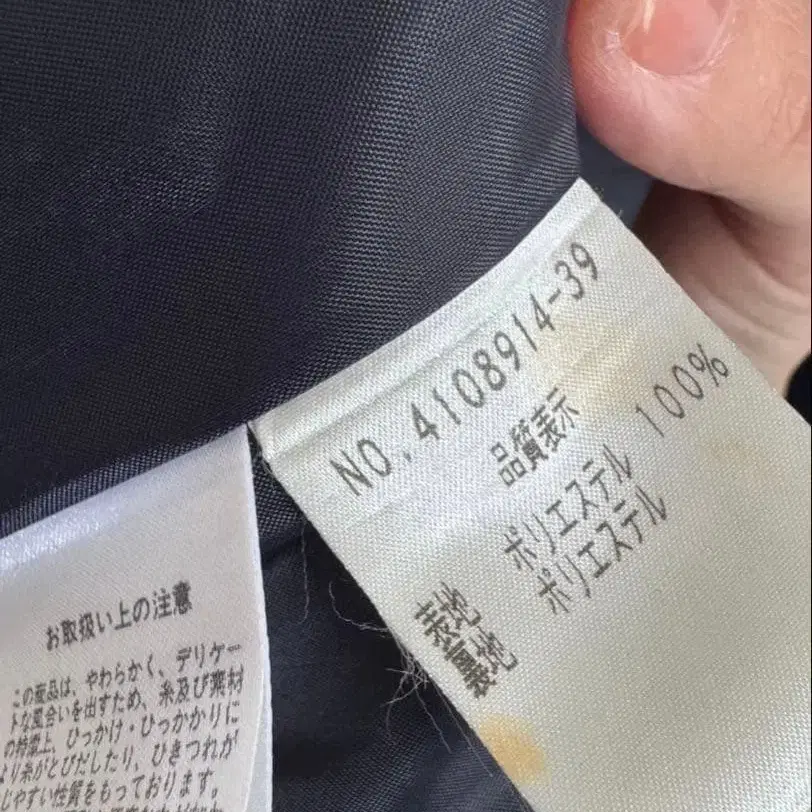 NO. 4108914-39
品質表示
表地 ポリエステル 100%
裏地 ポリエステル
お取扱い上の注意
この商品は、やわらかく、デリケー
トな風合いを出すため、糸及び素材
の特質上、ひっかけ・ひっかかりに
より糸がとびだしたり、ひきつれが
じやすい性質をもっております。